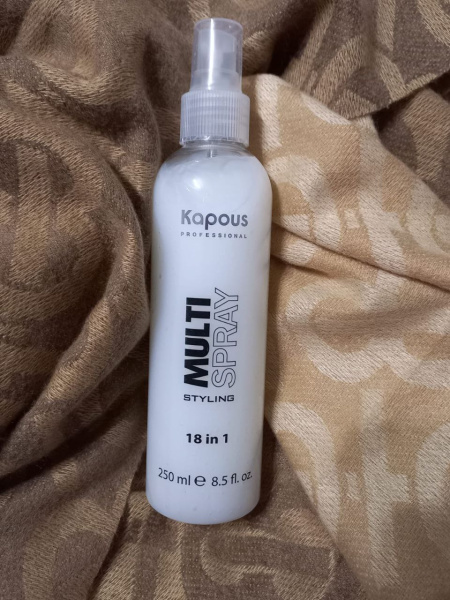 Kapous
PROFESSIONAL
MULTI
SPRAY
STYLING
18 in 1
250 ml ℮ 8.5 fl. oz.